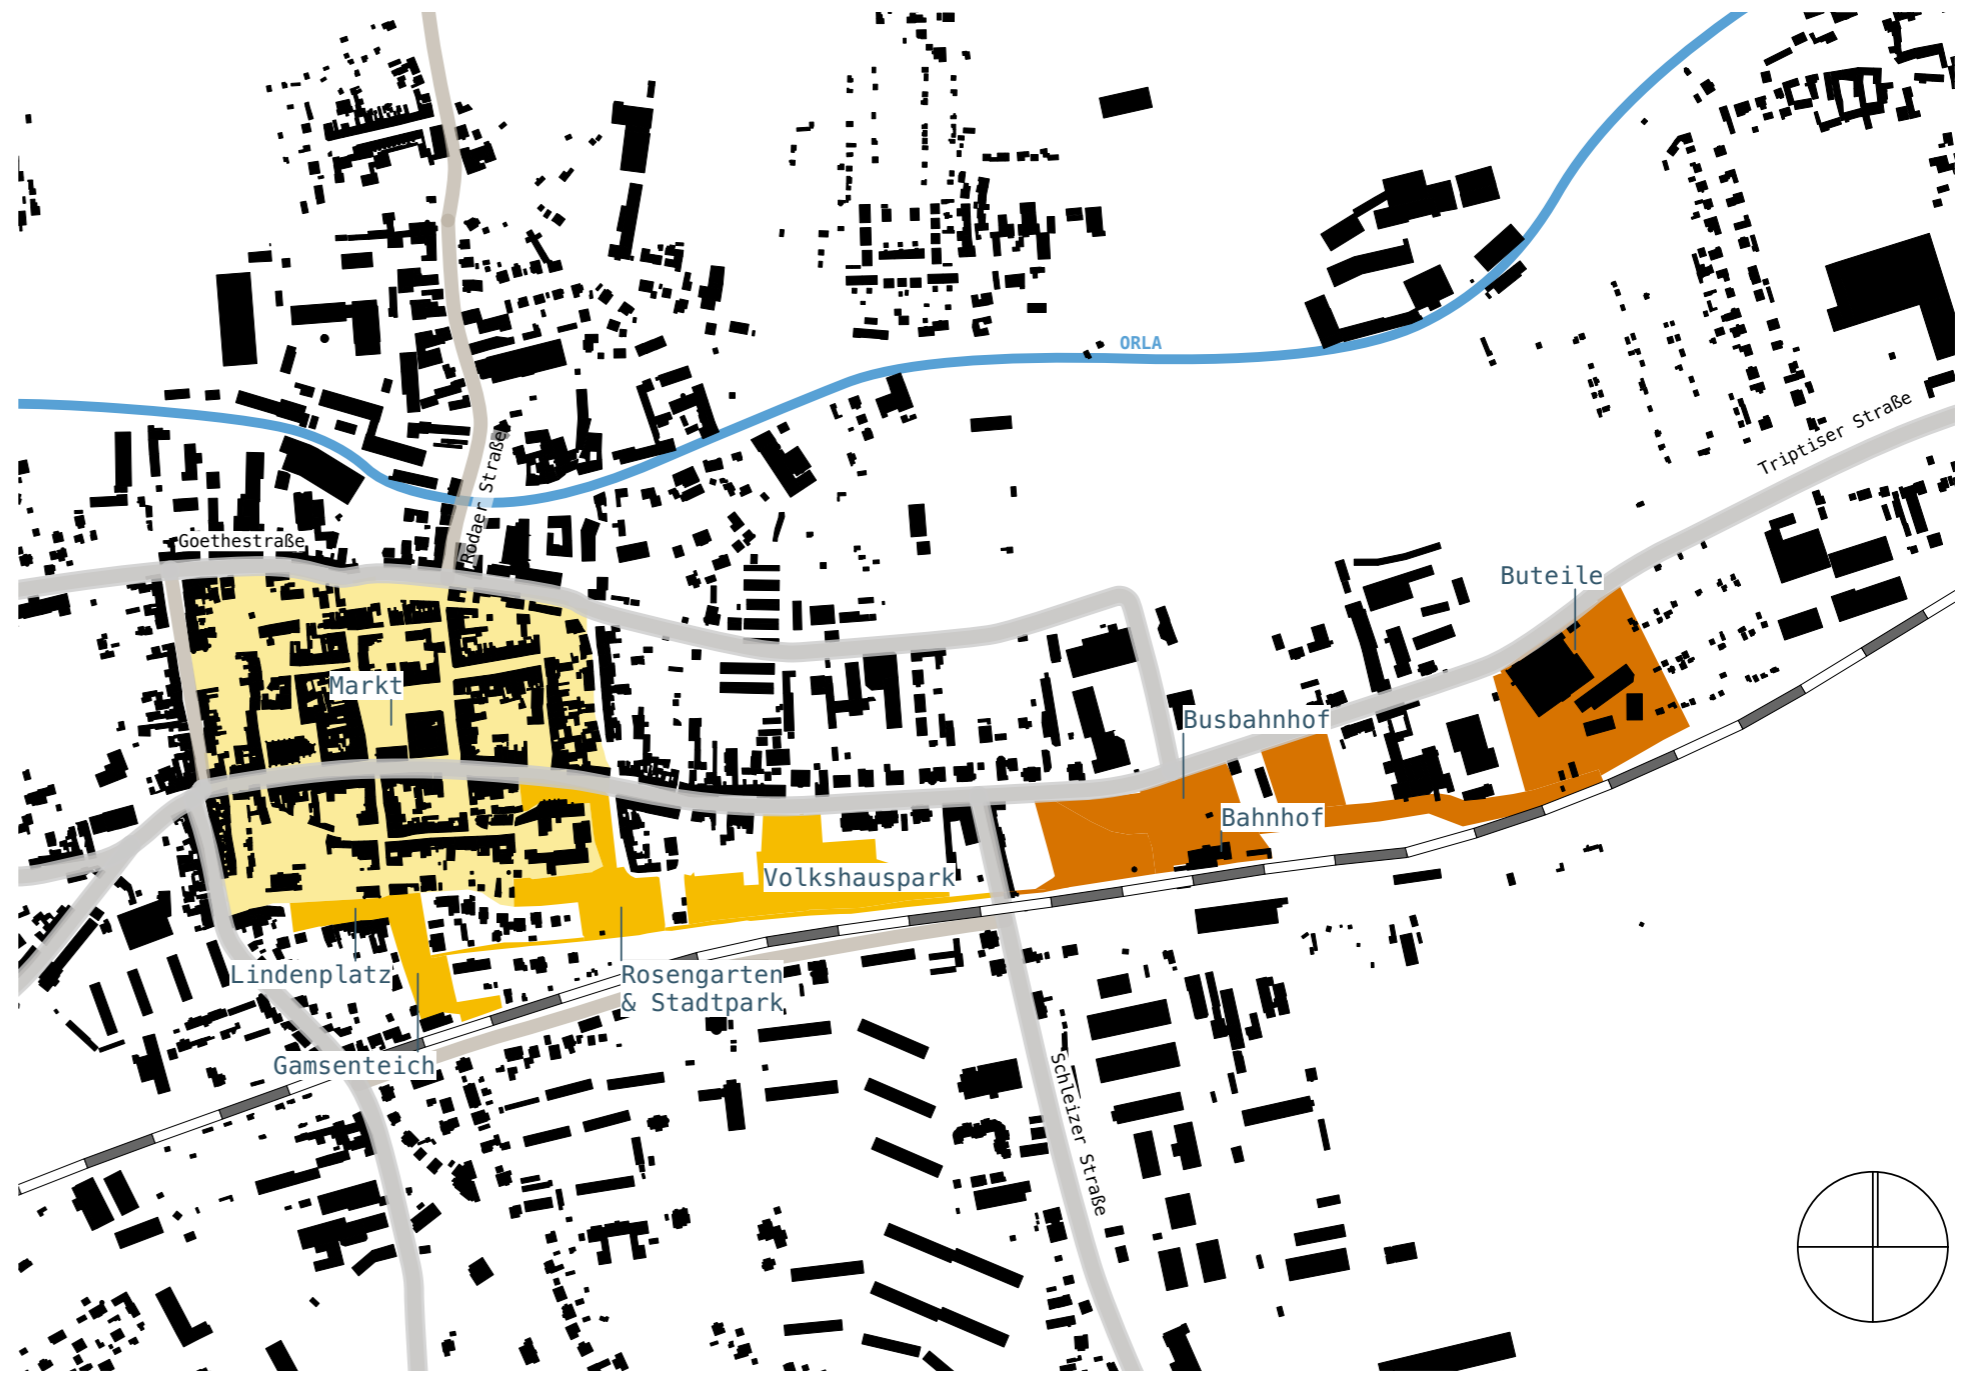 ORLA
Triptiser Straße
Rodaer Straße
Goethestraße
Buteile
Markt
Busbahnhof
Bahnhof
Volkshauspark
Lindenplatz
Rosengarten
& Stadtpark
Gamsenteich
Schleizer Straße